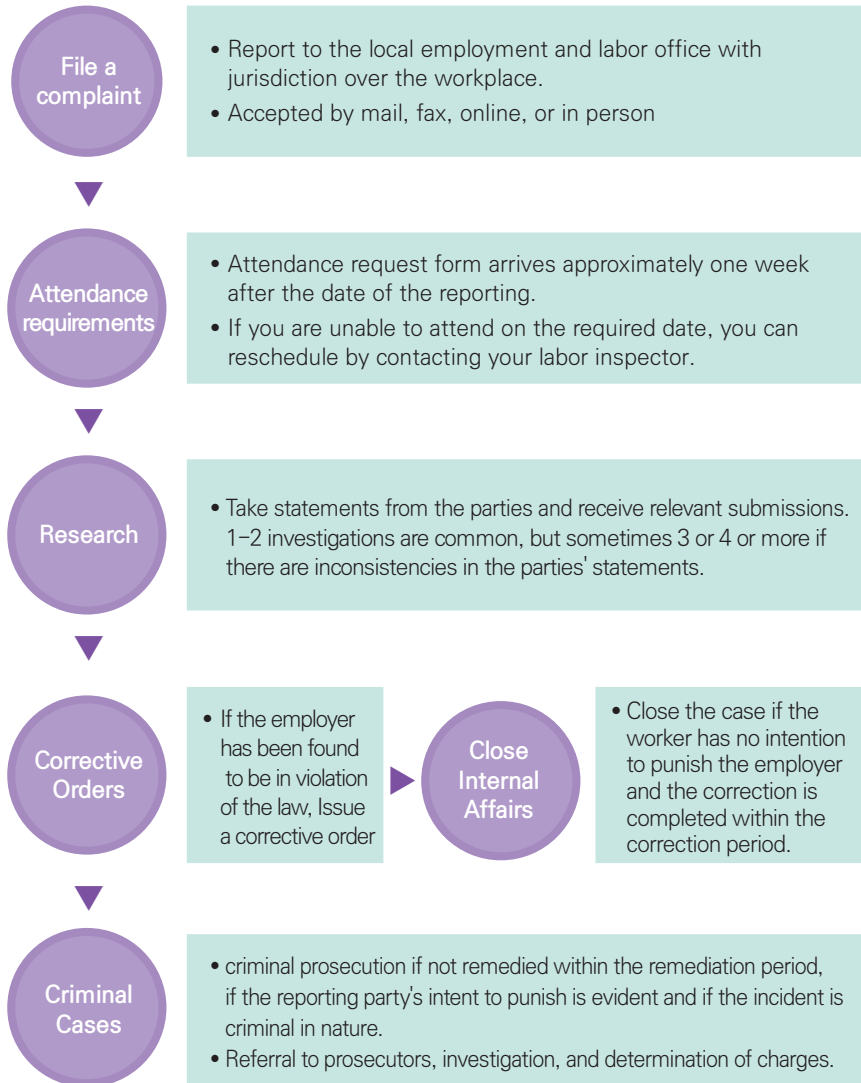 File a
complaint
• Report to the local employment and labor office with
jurisdiction over the workplace.
• Accepted by mail, fax, online, or in person
Attendance
requirements
• Attendance request form arrives approximately one week
after the date of the reporting.
• If you are unable to attend on the required date, you can
reschedule by contacting your labor inspector.
Research
• Take statements from the parties and receive relevant submissions.
1-2 investigations are common, but sometimes 3 or 4 or more if
there are inconsistencies in the parties' statements.
Corrective
Orders
• If the employer
has been found
to be in violation
of the law, Issue
a corrective order
Close
Internal
Affairs
• Close the case if the
worker has no intention
to punish the employer
and the correction is
completed within the
correction period.
Criminal
Cases
• criminal prosecution if not remedied within the remediation period,
if the reporting party's intent to punish is evident and if the incident is
criminal in nature.
• Referral to prosecutors, investigation, and determination of charges.